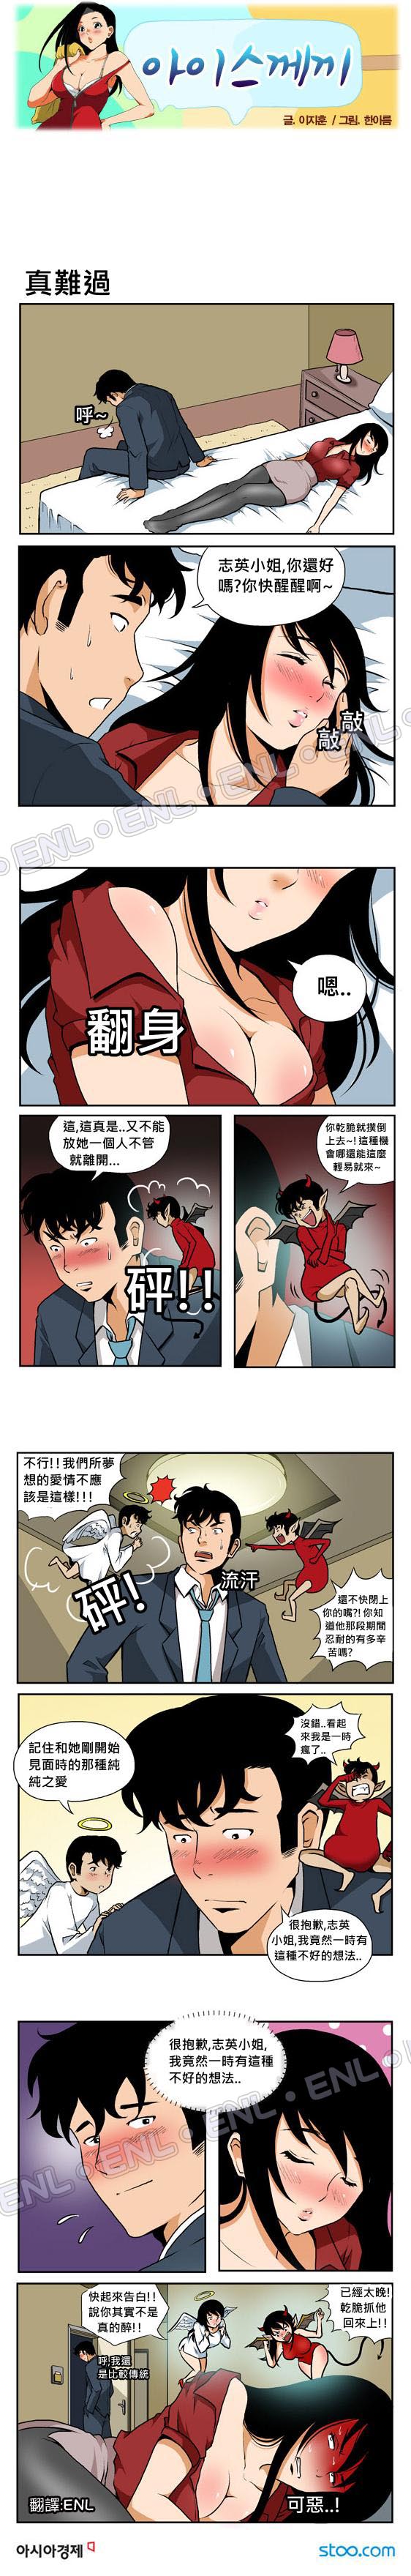 아이스께끼
글. 이지훈 / 그림. 한아름
真難過
呼~
志英小姐,你還好
嗎?你快醒醒啊~
敲
敲
ENL • ENL • ENL • ENL • ENL
嗯..
翻身
這,這真是..又不能
放她一個人不管
就離開...
砰!!
你乾脆就撲倒
上去~!這種機
會哪還能這麼
輕易就來~
不行!!我們所夢
想的愛情不應
該是這樣!!!
砰!
流汗
還不快閉上
你的嘴?!你知
道他那段期間
忍耐的有多辛
苦嗎?
記住和她剛開始
見面時的那種純
純之愛
沒錯..看起
來我是一時
瘋了..
很抱歉,志英
小姐,我竟然一時有
這種不好的想法..
很抱歉,志英小姐,
我竟然一時有這種
不好的想法..
ENL • ENL • ENL • ENL • ENL
快起來告白!!
說你其實不是
真的醉!!
已經太晚!
乾脆抓他
回來上!!
呼,我還
是比較傳統
翻譯:ENL
可惡..!
아시아경제
stoo.com